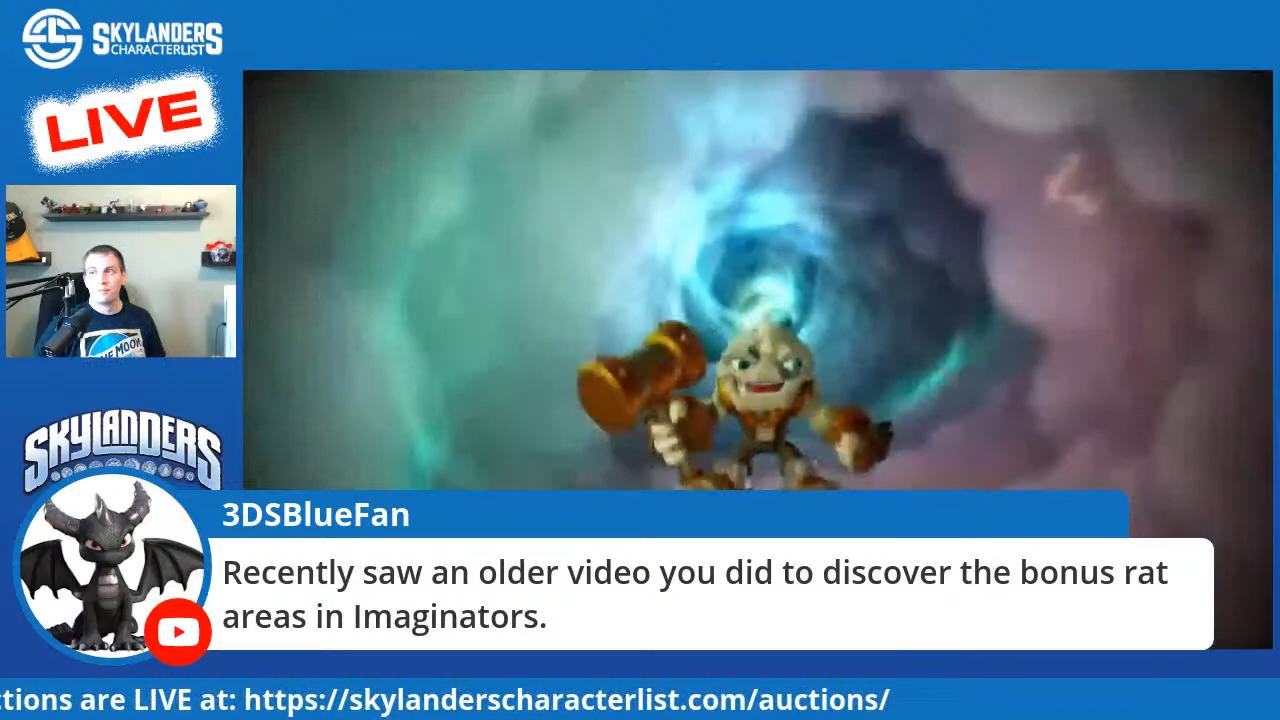 SKYLANDERS
CHARACTERLIST
LIVE
SKYLANDERS
3DSBlueFan
Recently saw an older video you did to discover the bonus rat
areas in Imaginators.
ctions are LIVE at: https://skylanderscharacterlist.com/auctions/